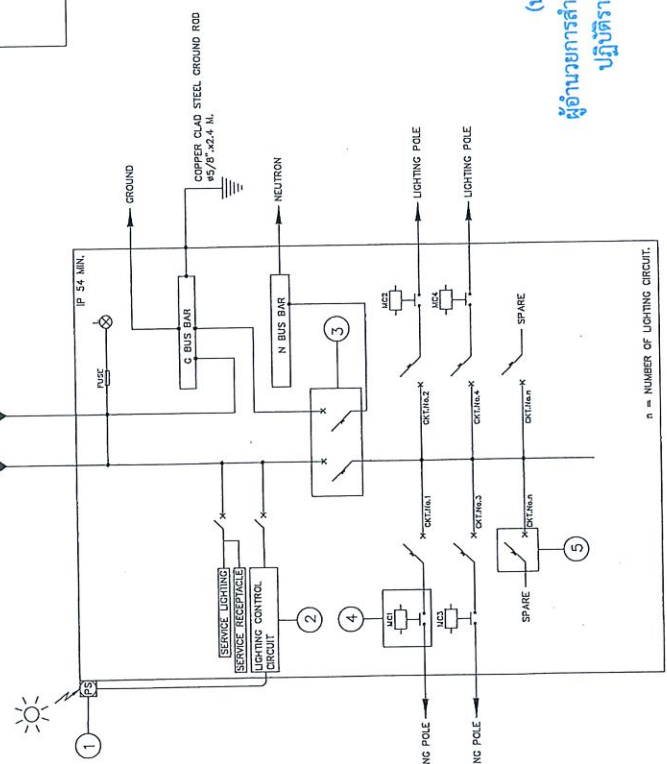 IP 54 MIN.
FUSE
GROUND
G BUS BAR
COPPER CLAD STEEL GROUND ROD
ø5/8".x2.4 M.
N BUS BAR
NEUTRON
PS
1
SERVICE LIGHTING
SERVICE RECEPTACLE
LIGHTING CONTROL
CIRCUIT
2
3
4
MC1
MC2
CKT.No.1
CKT.No.2
NG POLE
LIGHTING POLE
MC3
MC4
CKT.No.3
CKT.No.4
NG POLE
LIGHTING POLE
SPARE
CKT.No.n
CKT.No.n
SPARE
5
n = NUMBER OF LIGHTING CIRCUIT.
ผู้อำนวยการสำ
ปฏิบัติรา